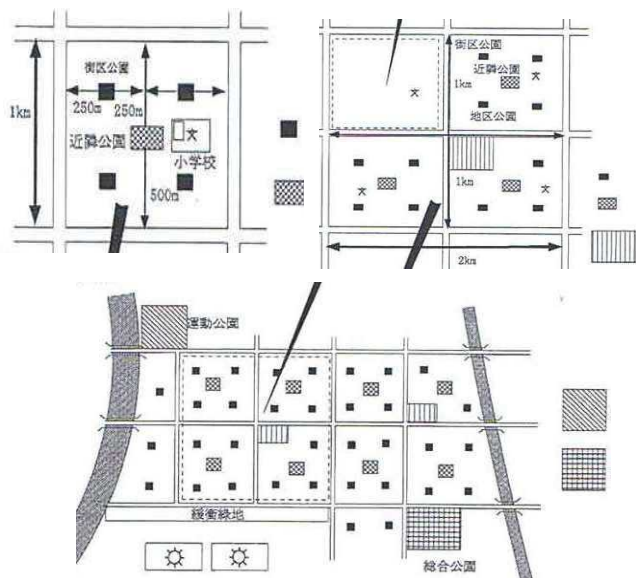 街区公園
1km
250m
250m
近隣公園
小学校
500m
街区公園
1km
近隣公園
地区公園
1km
2km
運動公園
緩衝緑地
総合公園